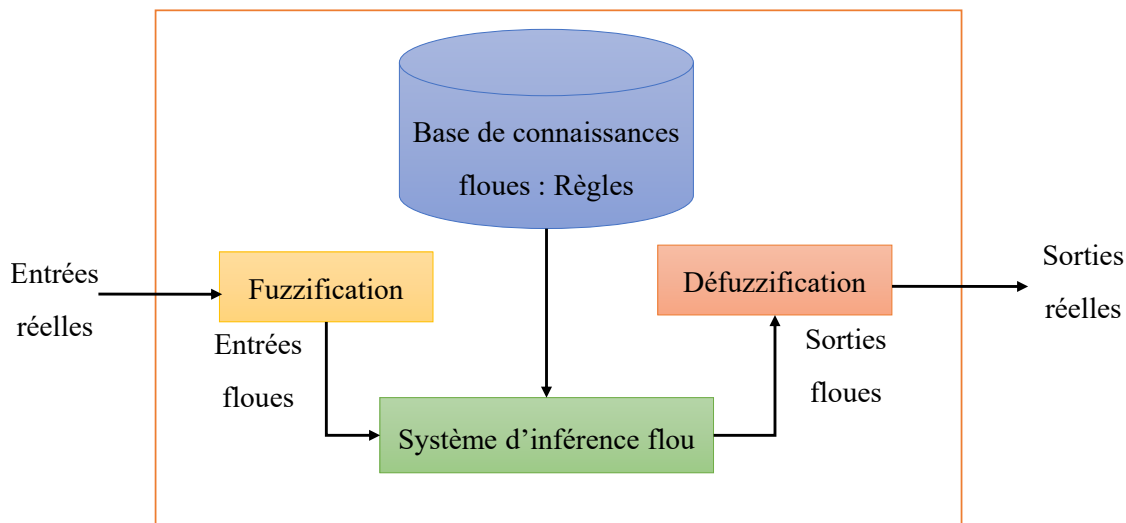 Base de connaissances
floues : Règles
Entrées
réelles
Fuzzification
Entrées
floues
Système d’inférence flou
Défuzzification
Sorties
floues
Sorties
réelles